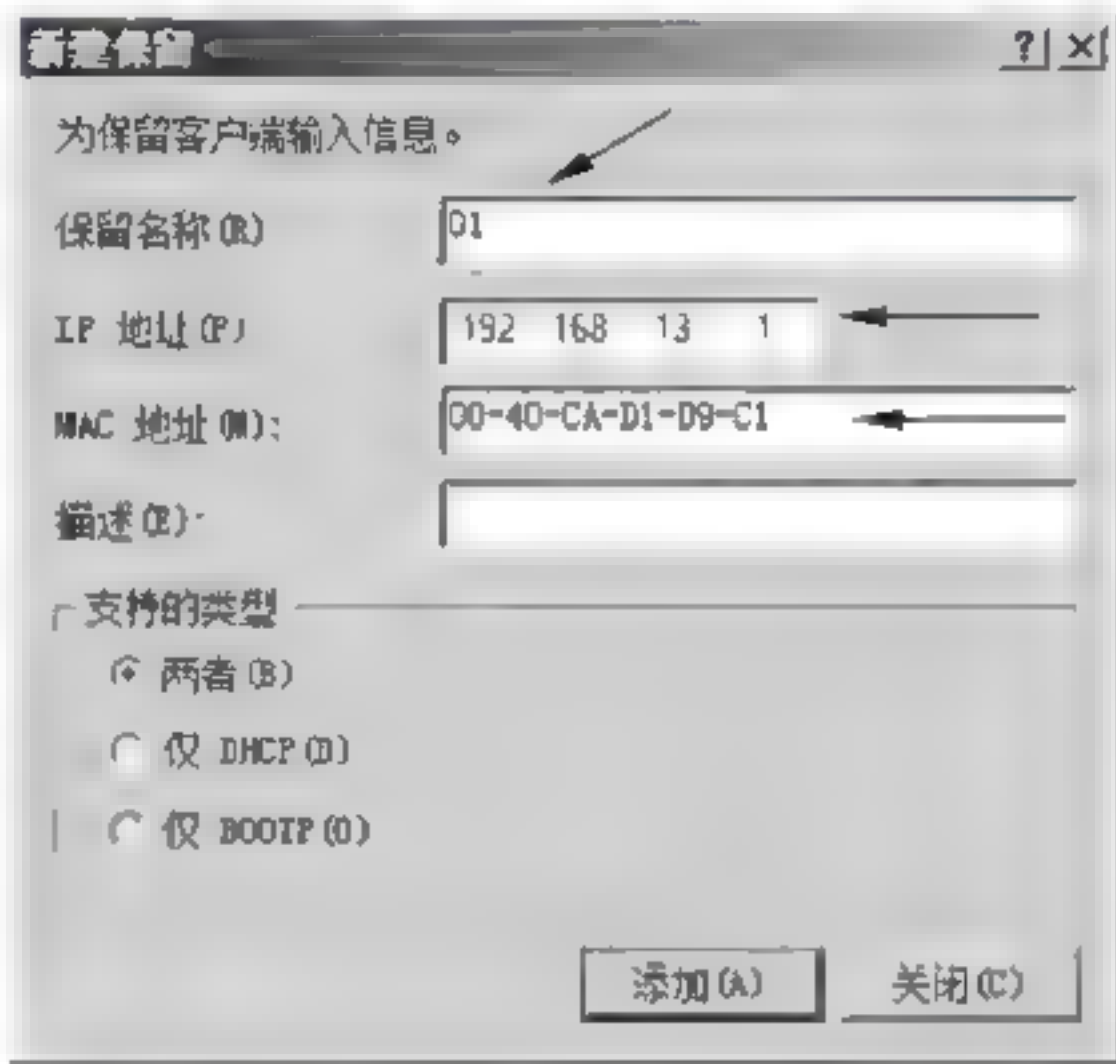 新建保留
为保留客户端输入信息。
保留名称(R) 01
IP 地址(P) 192 168 13 1
MAC 地址(M): 00-40-CA-D1-D9-C1
描述(E):
支持的类型
两者(B)
仅 DHCP(D)
仅 BOOTP(O)
添加(A) 关闭(C)